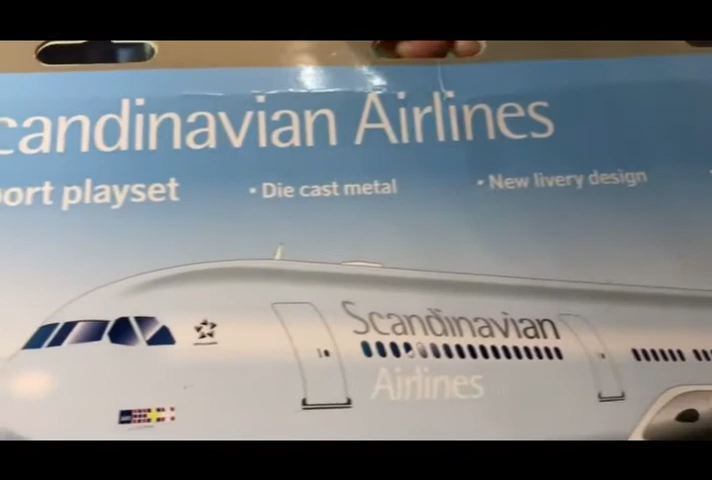 candinavian Airlines
ort playset
• Die cast metal
• New livery design
Scandinavian
Airlines